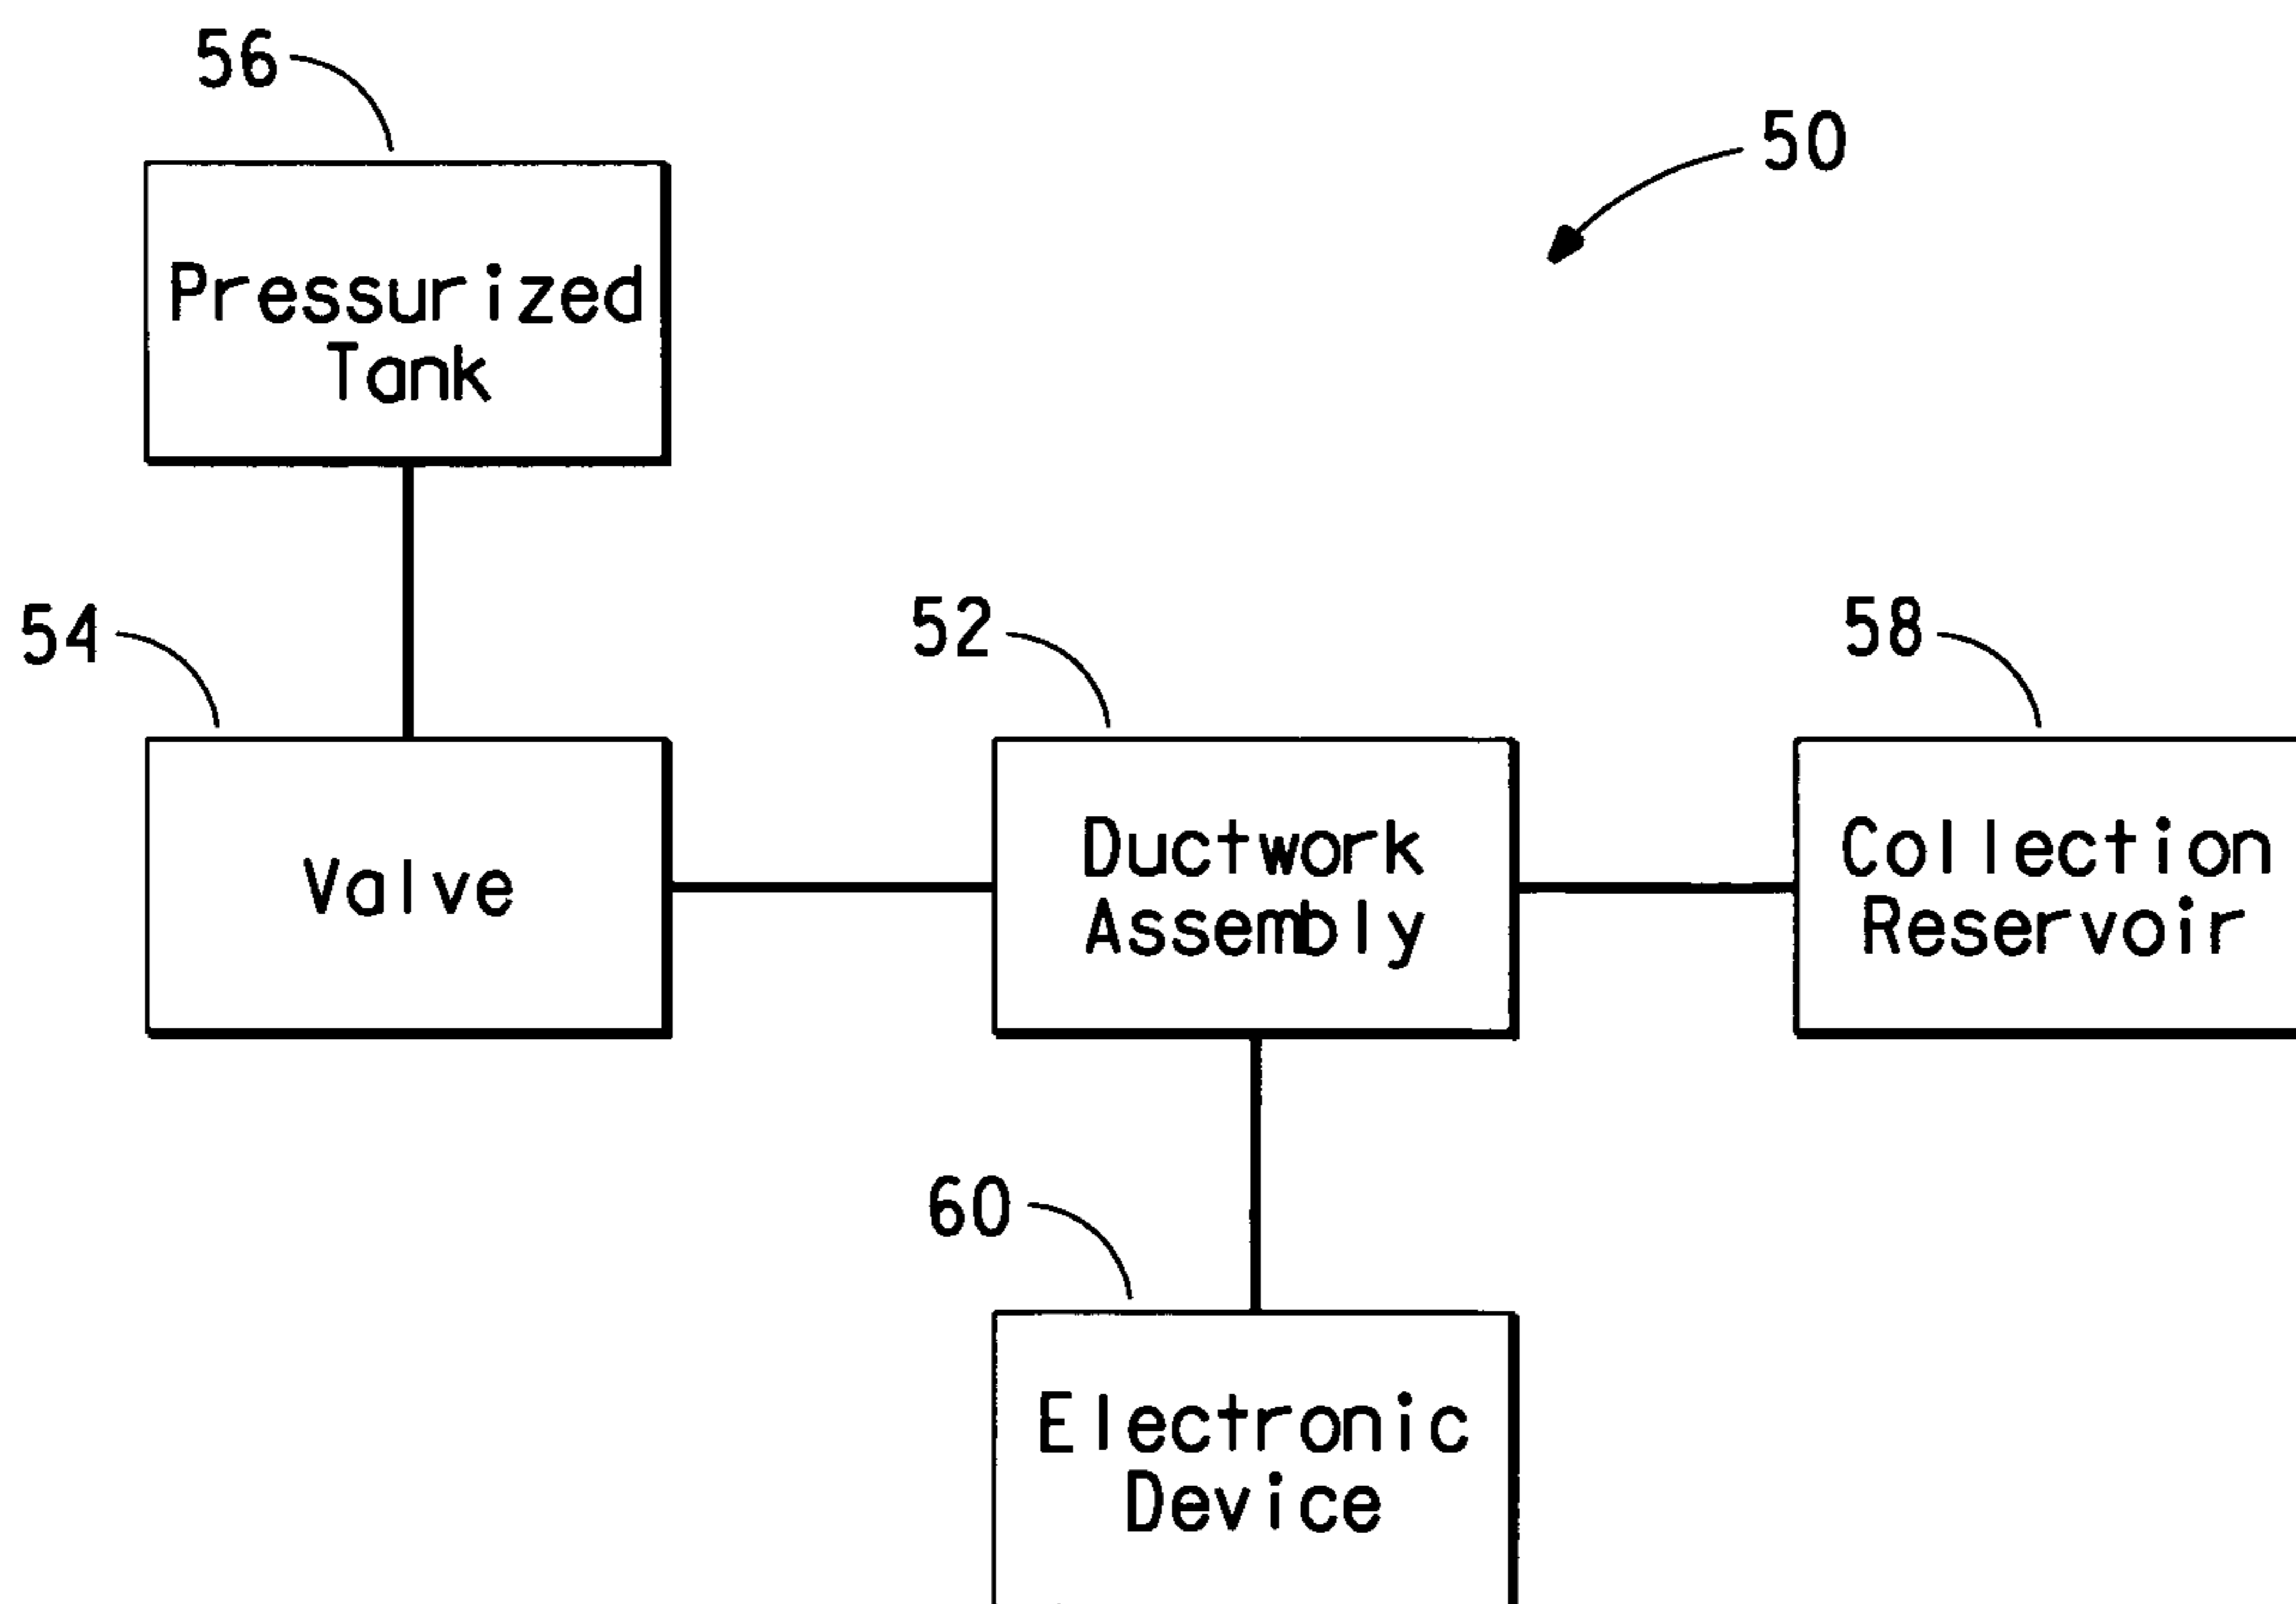 56
50
Pressurized
Tank
54
52
58
Valve
Ductwork
Assembly
Collection
Reservoir
60
Electronic
Device